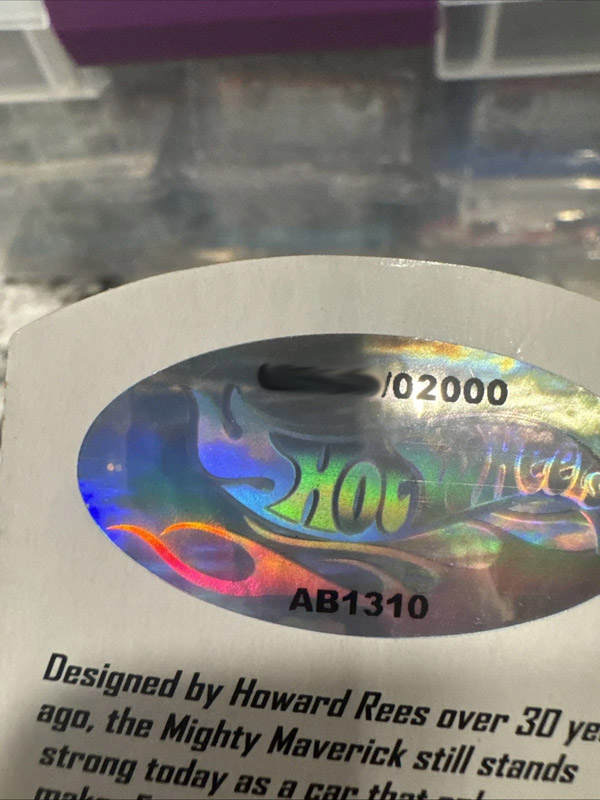 /02000
HOT WHEELS
AB1310
Designed by Howard Rees over 30 ye
ago, the Mighty Maverick still stands
strong today as a car that